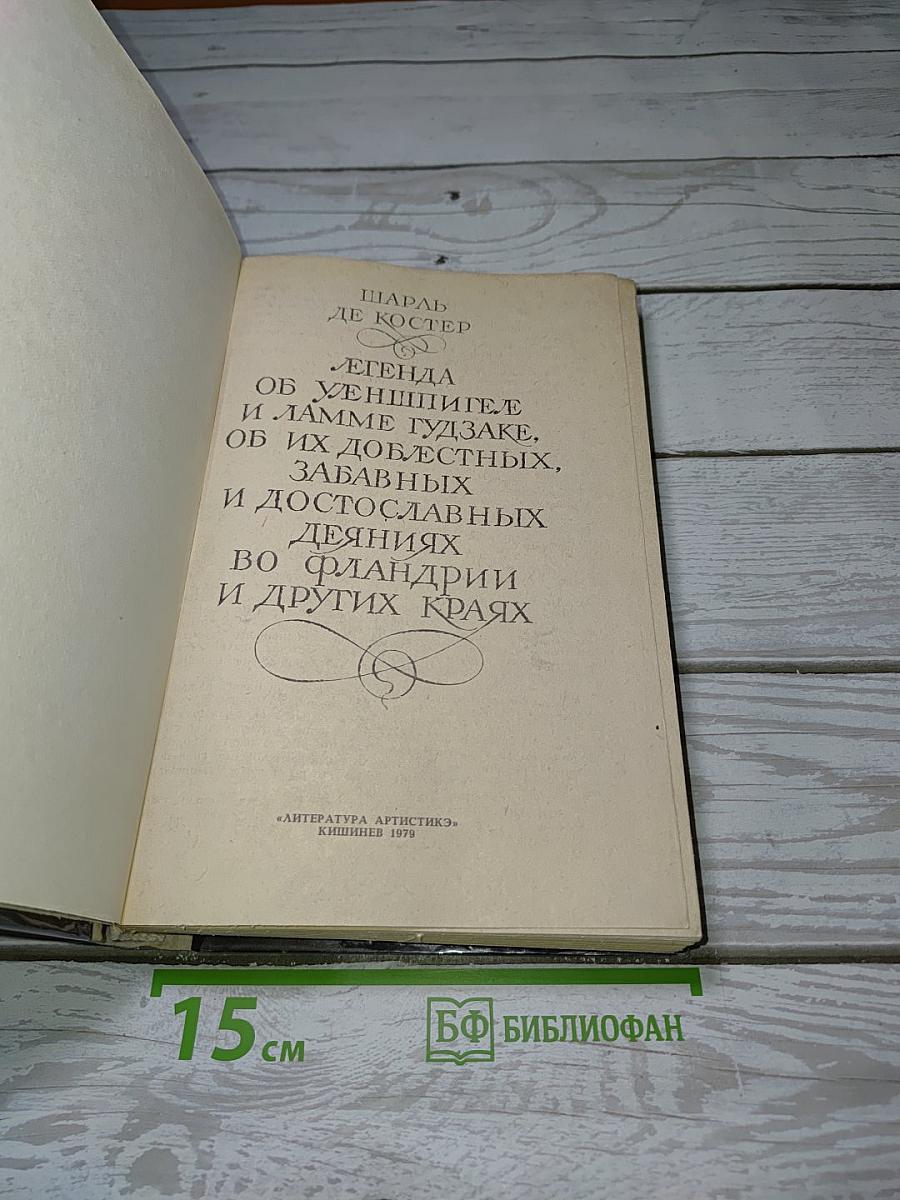 ШАРЛЬ
ДЕ КОСТЕР
ЛЕГЕНДА
ОБ УЛЕНШПИГЕЛЕ
И ЛАММЕ ГУДЗАКЕ,
ОБ ИХ ДОБЛЕСТНЫХ,
ЗАБАВНЫХ
И ДОСТОСЛАВНЫХ
ДЕЯНИЯХ
ВО ФЛАНДРИИ
И ДРУГИХ КРАЯХ
«ЛИТЕРАТУРА АРТИСТИКЭ»
КИШИНЕВ 1979
15 см
БФ БИБЛИОФАН